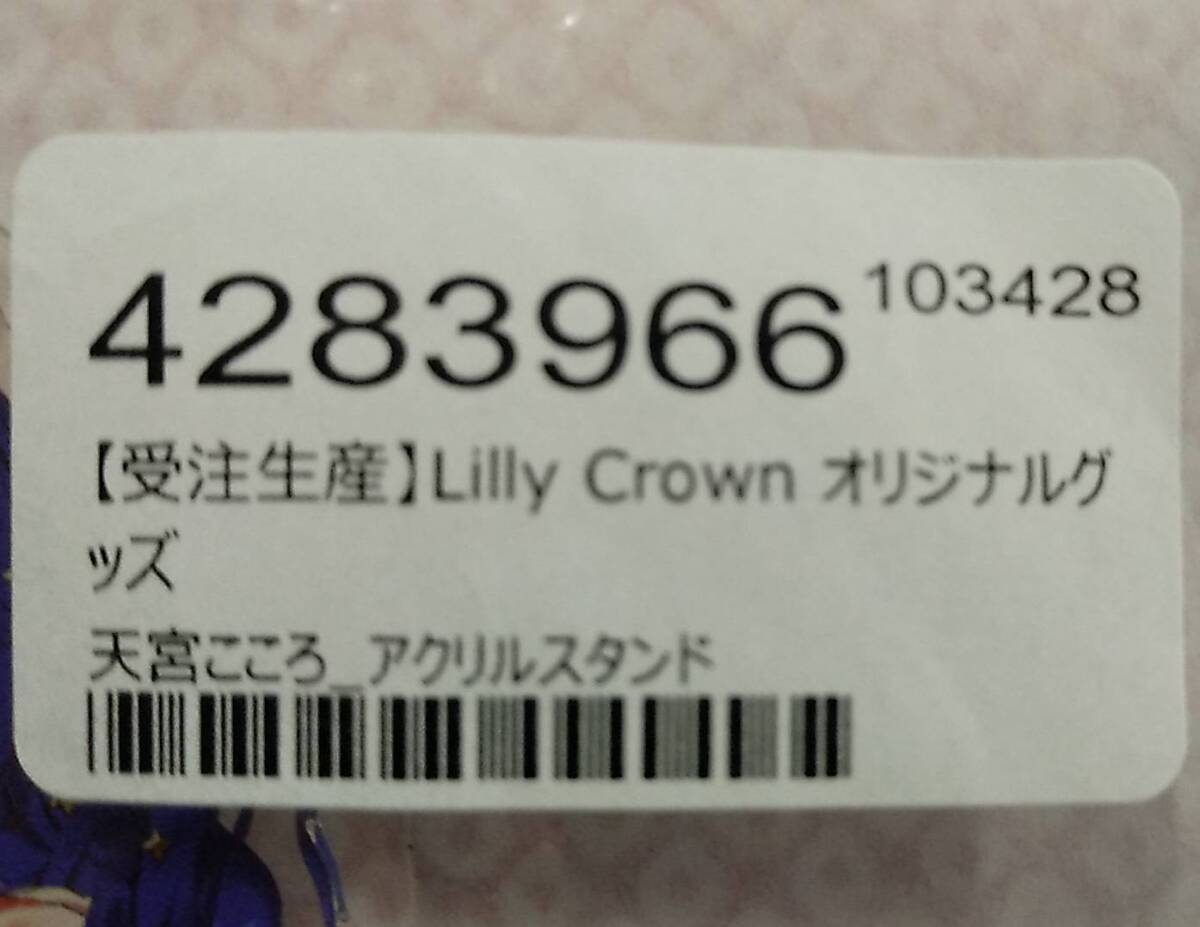 4283966 103428
【受注生産】Lilly Crown オリジナルグ
ッズ
天宮こころ_アクリルスタンド